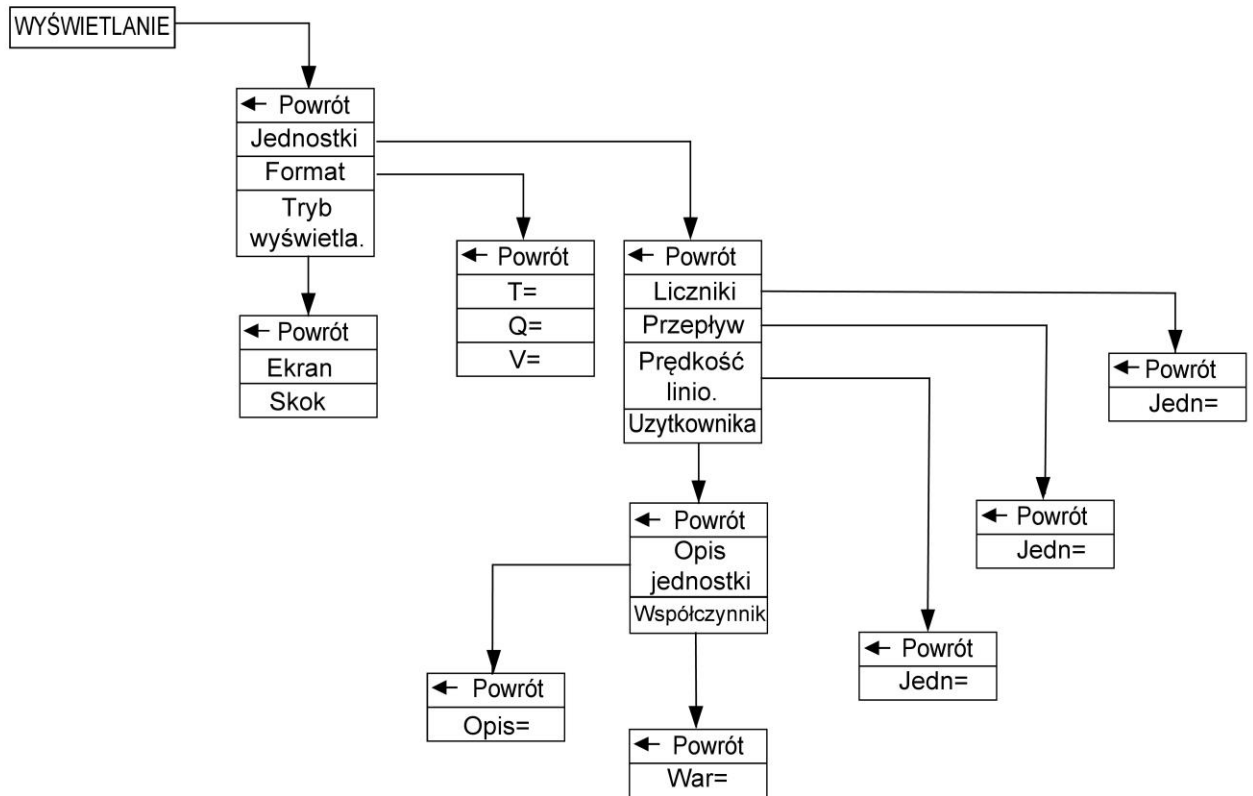 WYŚWIETLANIE
← Powrót
Jednostki
Format
Tryb
wyświetla.
← Powrót
Ekran
Skok
← Powrót
T=
Q=
V=
← Powrót
Liczniki
Przepływ
Prędkość
linio.
Uzytkownika
← Powrót
Jedn=
← Powrót
Jedn=
← Powrót
Jedn=
← Powrót
Opis
jednostki
Współczynnik
← Powrót
Opis=
← Powrót
War=